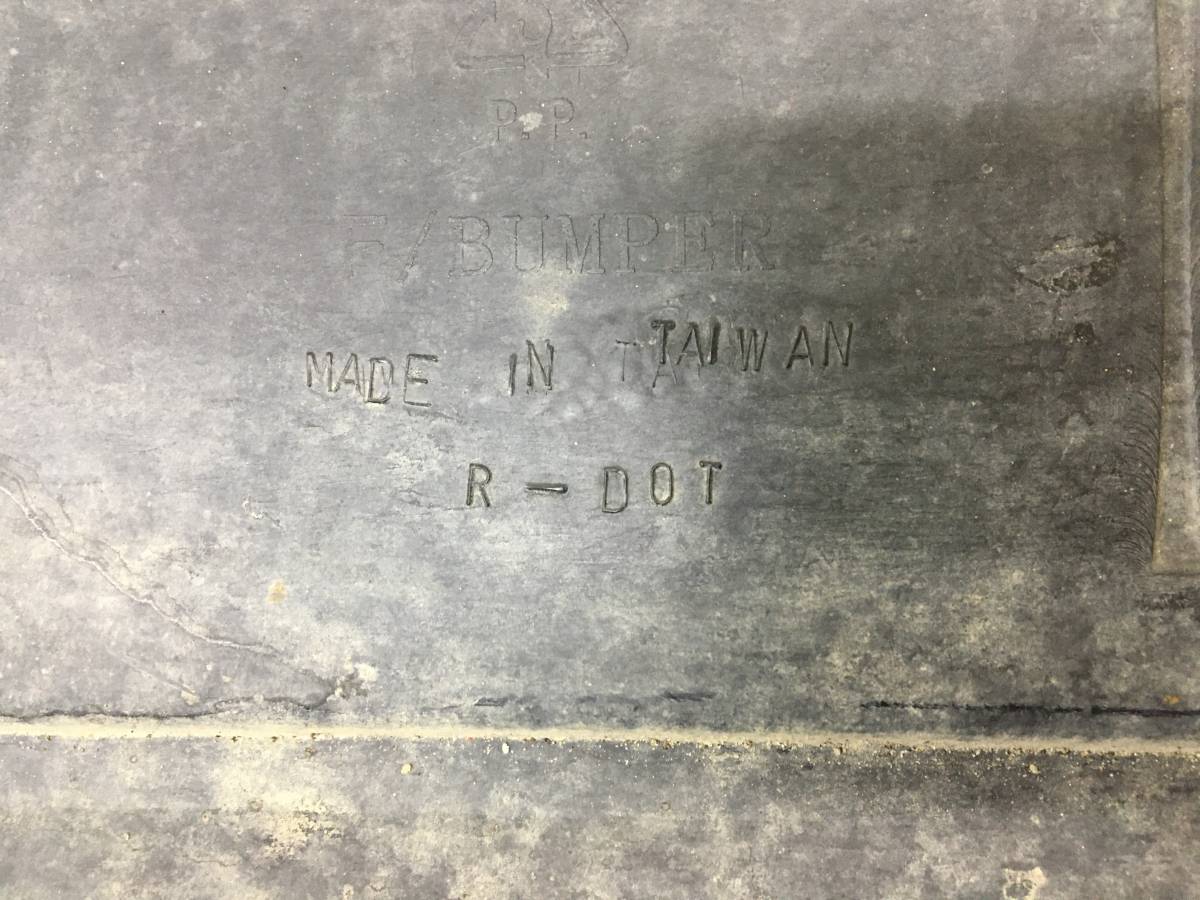 P.P.
F/BUMPER
MADE IN TAIWAN
R-DOT